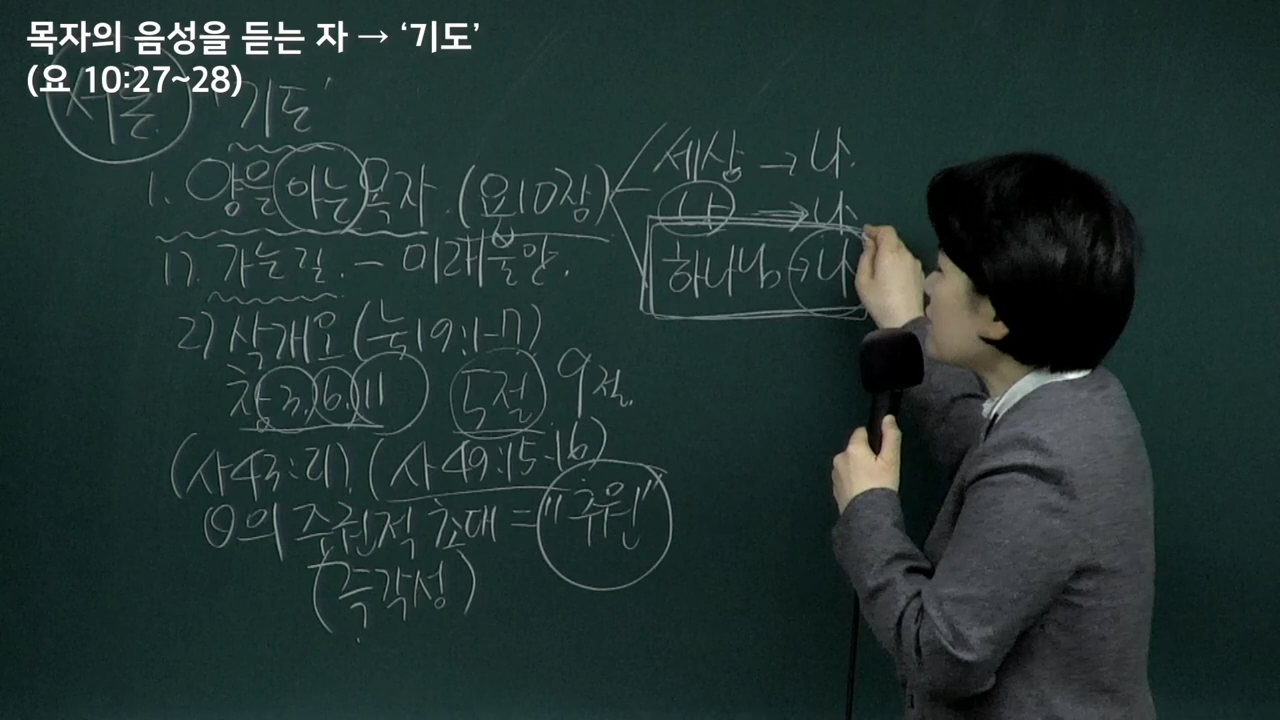 목자의 음성을 듣는 자 → ‘기도’
(요 10:27~28)
서론 '기도'
1. 양을 아는 목자. (요10장)
세상 → 나.
나 → 나.
하나님 → 나
1). 가는길. - 미래불안.
2) 삭개오 (눅19:1-7)
창 3. 6. 11 5절 9절.
(사43:21). (사49:15-16)
의 주권적 초대 = "주원"
(즉각성)